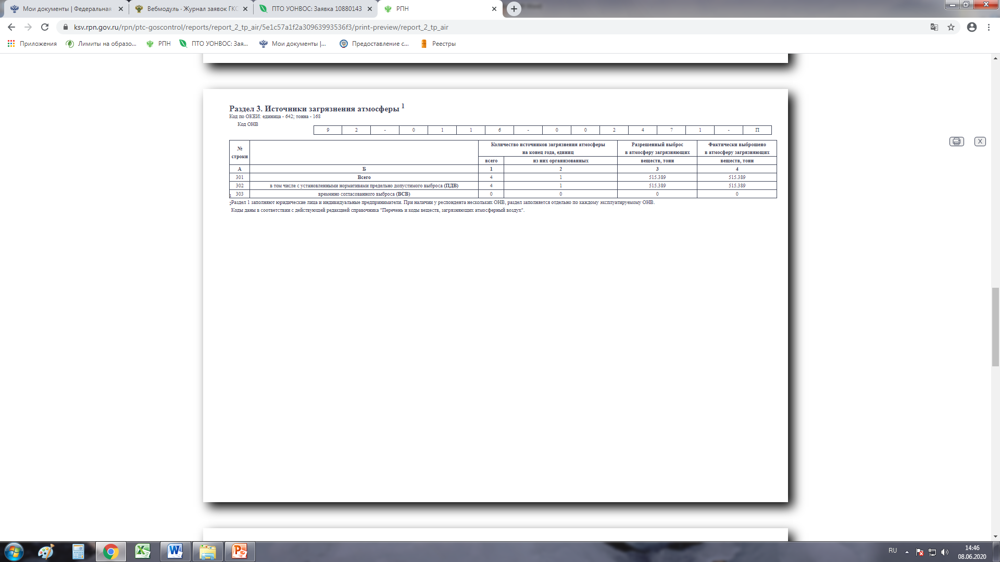 Мои документы | Федеральная
Вебмодуль · Журнал заявок ГКС
ПТО УОНВОС: Заявка 10880143
РПН
ksv.rpn.gov.ru/rpn/ptc-goscontrol/reports/report_2_tp_air/5e1c57a1f2a30963993536f3/print-preview/report_2_tp_air
Приложения
Лимиты на образо...
РПН
ПТО УОНВОС: Зая...
Мои документы |...
Предоставление с...
Реестры
Раздел 3. Источники загрязнения атмосферы 1
Код по ОКЕИ: единица - 642; тонна - 168
Код ОНВ
9 2 - 0 1 1 6 - 0 0 2 4 7 1 - П
№ строки
Количество источников загрязнения атмосферы
на конец года, единиц
Разрешенный выброс
в атмосферу загрязняющих
веществ, тонн
Фактически выброшено
в атмосферу загрязняющих
веществ, тонн
всего
из них организованных
А Б 1 2 3 4
301 Всего 4 1 515.389 515.389
302 в том числе с установленными нормативами предельно допустимого выброса (ПДВ) 4 1 515.389 515.389
303 временно согласованного выброса (ВСВ) 0 0 0 0
1 Раздел 1 заполняют юридические лица и индивидуальные предприниматели. При наличии у респондента нескольких ОНВ, раздел заполняется отдельно по каждому эксплуатируемому ОНВ.
2 Коды даны в соответствии с действующей редакцией справочника "Перечень и коды веществ, загрязняющих атмосферный воздух".
X
RU
14:46
08.06.2020